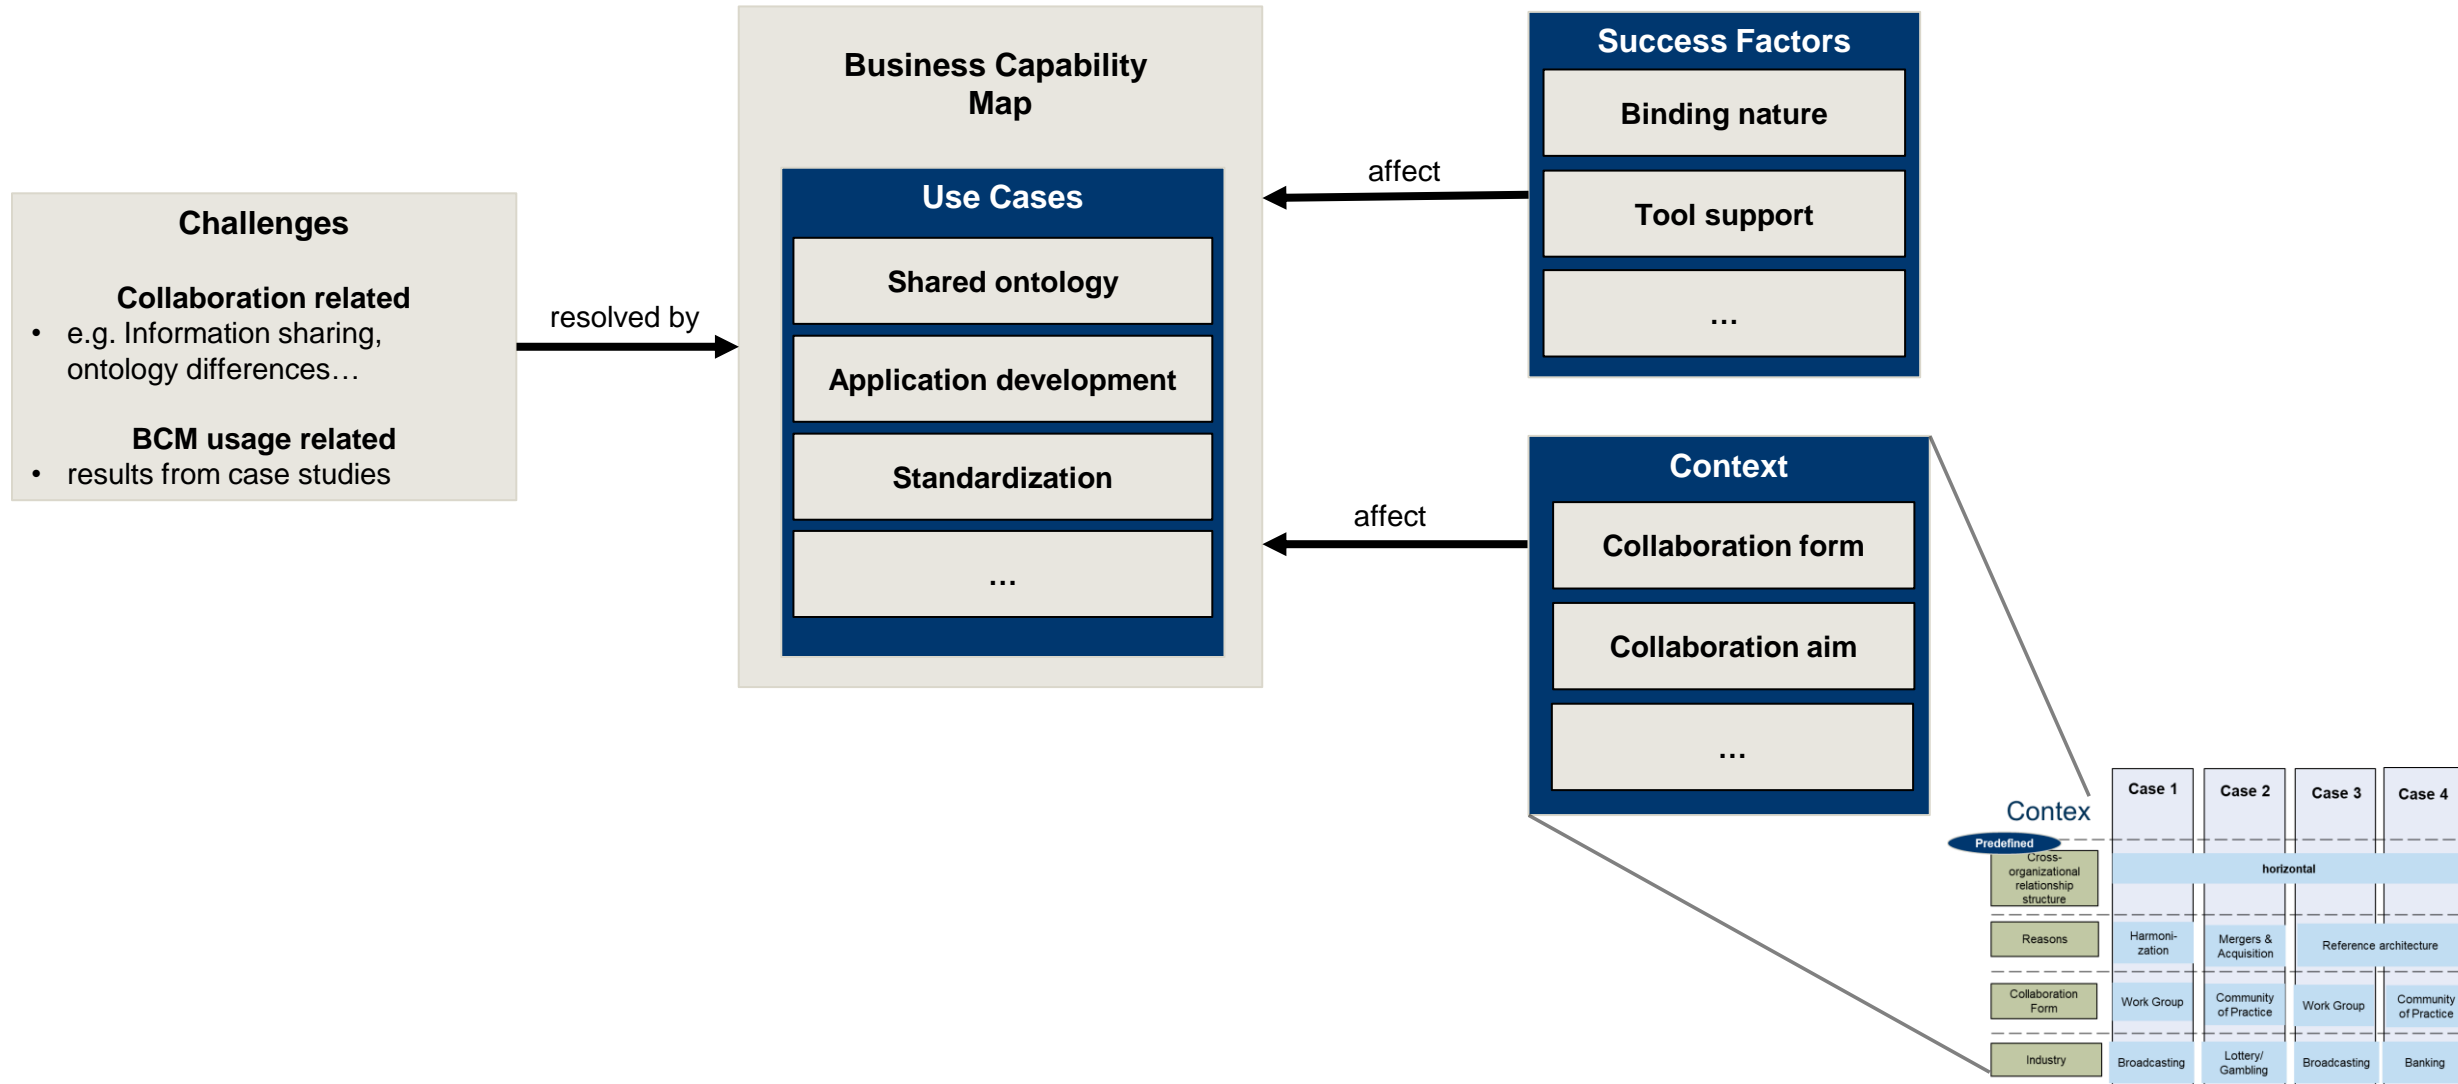 Challenges
Collaboration related
• e.g. Information sharing,
ontology differences…
BCM usage related
• results from case studies
resolved by
Business Capability
Map
Use Cases
Shared ontology
Application development
Standardization
…
affect
affect
Success Factors
Binding nature
Tool support
…
Context
Collaboration form
Collaboration aim
…
Contex
Case 1
Case 2
Case 3
Case 4
Predefined
Cross-
organizational
relationship
structure
horizontal
Reasons
Harmoni-
zation
Mergers &
Acquisition
Reference architecture
Collaboration
Form
Work Group
Community
of Practice
Work Group
Community
of Practice
Industry
Broadcasting
Lottery/
Gambling
Broadcasting
Banking